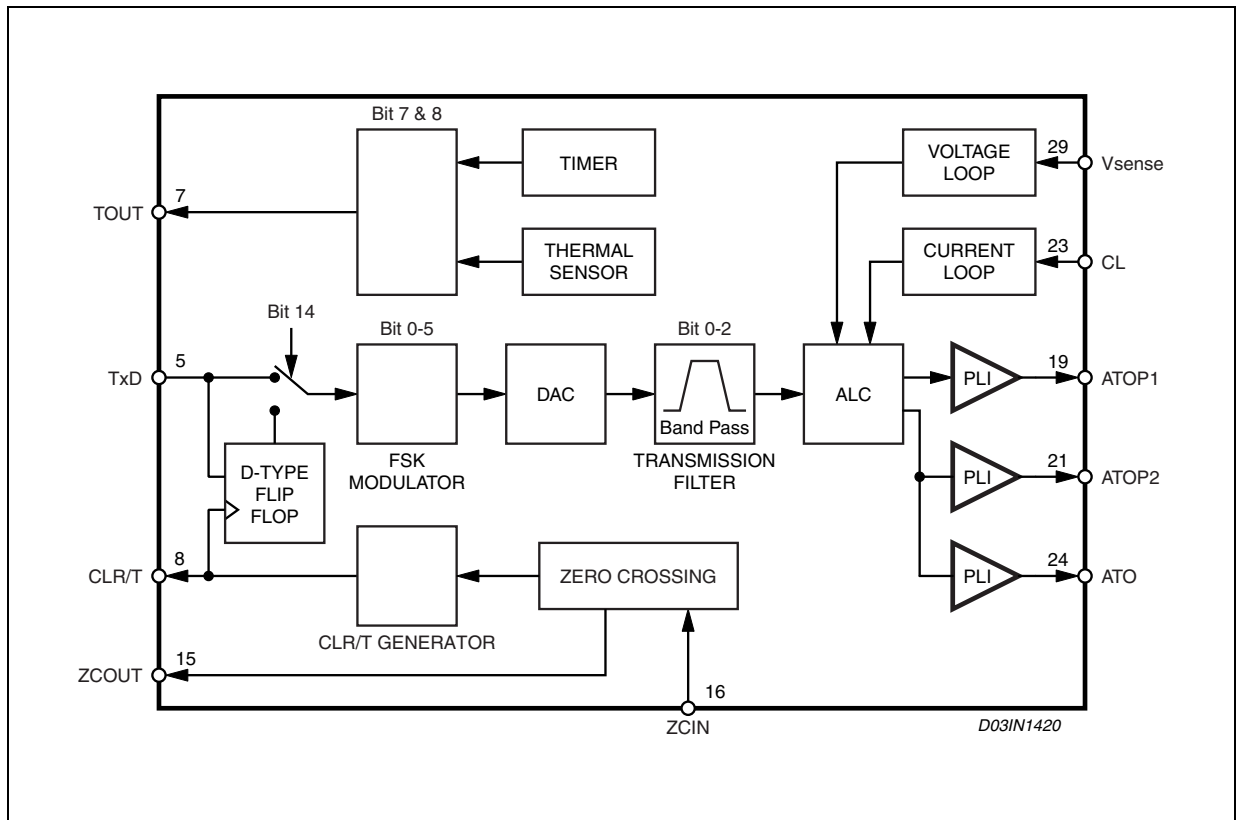 Bit 7 & 8
TIMER
VOLTAGE
LOOP
29
Vsense
7
TOUT
THERMAL
SENSOR
CURRENT
LOOP
23
CL
Bit 14
Bit 0-5
Bit 0-2
5
TxD
DAC
Band Pass
ALC
PLI
19
ATOP1
FSK
MODULATOR
TRANSMISSION
FILTER
D-TYPE
FLIP
FLOP
PLI
21
ATOP2
8
CLR/T
ZERO CROSSING
PLI
24
ATO
CLR/T GENERATOR
15
ZCOUT
16
ZCIN
D03IN1420